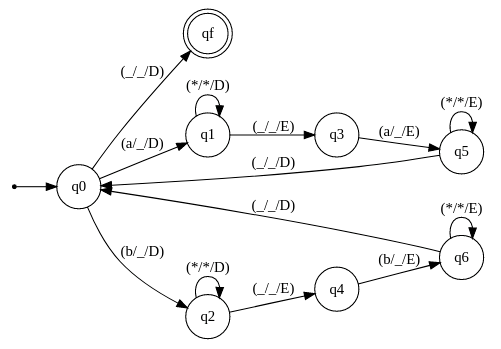 qf
(_/_/D)
(*/*/D)
(*/*/E)
q1
(_/_/E)
q3
(a/_/E)
q5
(a/_/D)
(_/_/D)
q0
(_/_/D)
(*/*/E)
(b/_/D)
(*/*/D)
(b/_/E)
q6
(_/_/E)
q4
q2